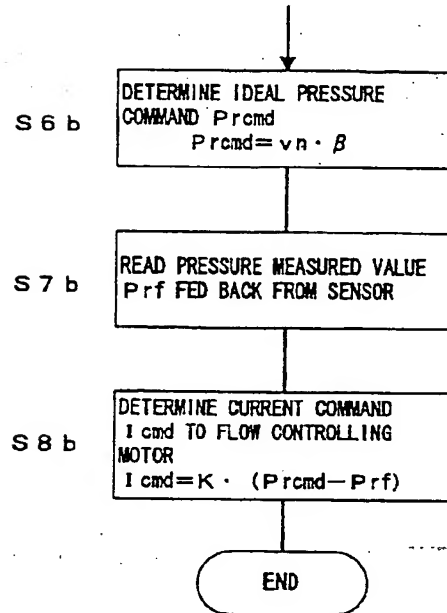 S6b
DETERMINE IDEAL PRESSURE
COMMAND Prcmd
Prcmd=vn·β
S7b
READ PRESSURE MEASURED VALUE
Prf FED BACK FROM SENSOR
S8b
DETERMINE CURRENT COMMAND
Icmd TO FLOW CONTROLLING
MOTOR
Icmd=K· (Prcmd−Prf)
END